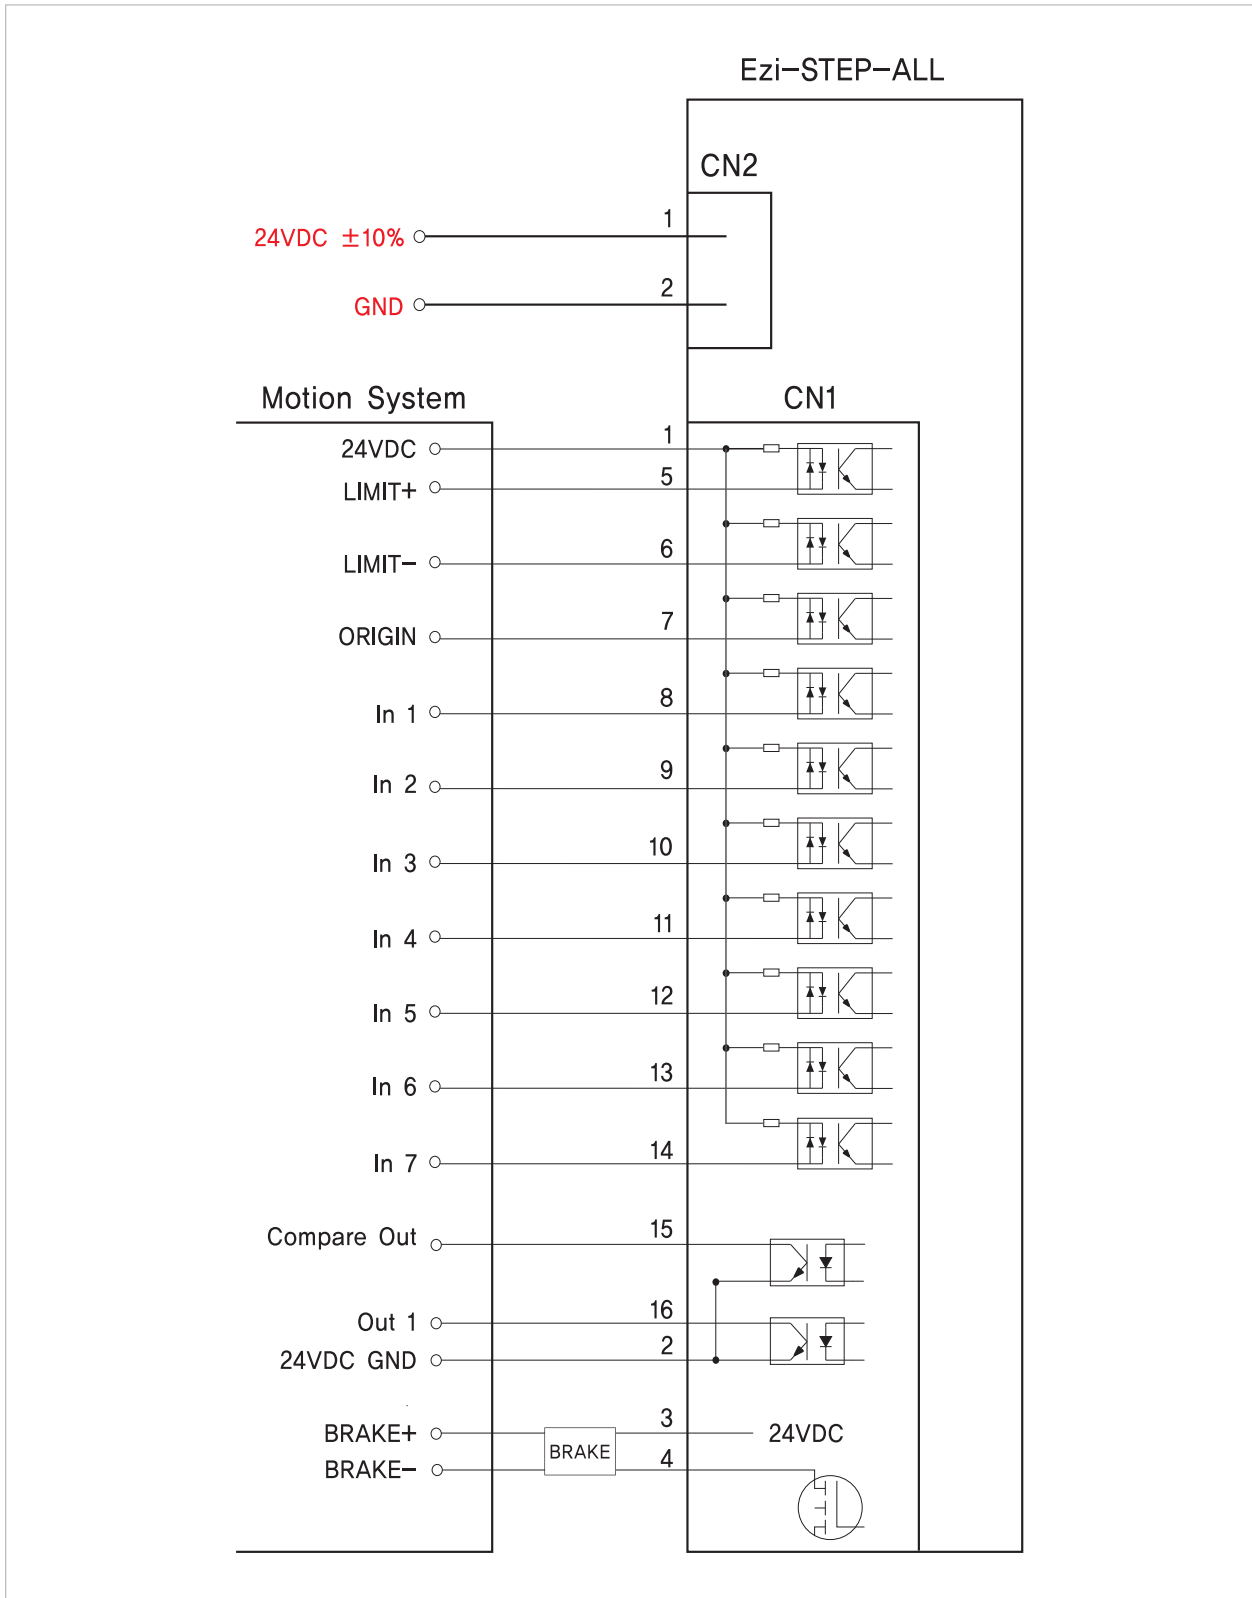 Ezi-STEP-ALL
CN2
24VDC ±10% 1
GND 2
Motion System CN1
24VDC 1
LIMIT+ 5
LIMIT- 6
ORIGIN 7
In 1 8
In 2 9
In 3 10
In 4 11
In 5 12
In 6 13
In 7 14
Compare Out 15
Out 1 16
24VDC GND 2
BRAKE+ 3 24VDC
BRAKE
BRAKE- 4